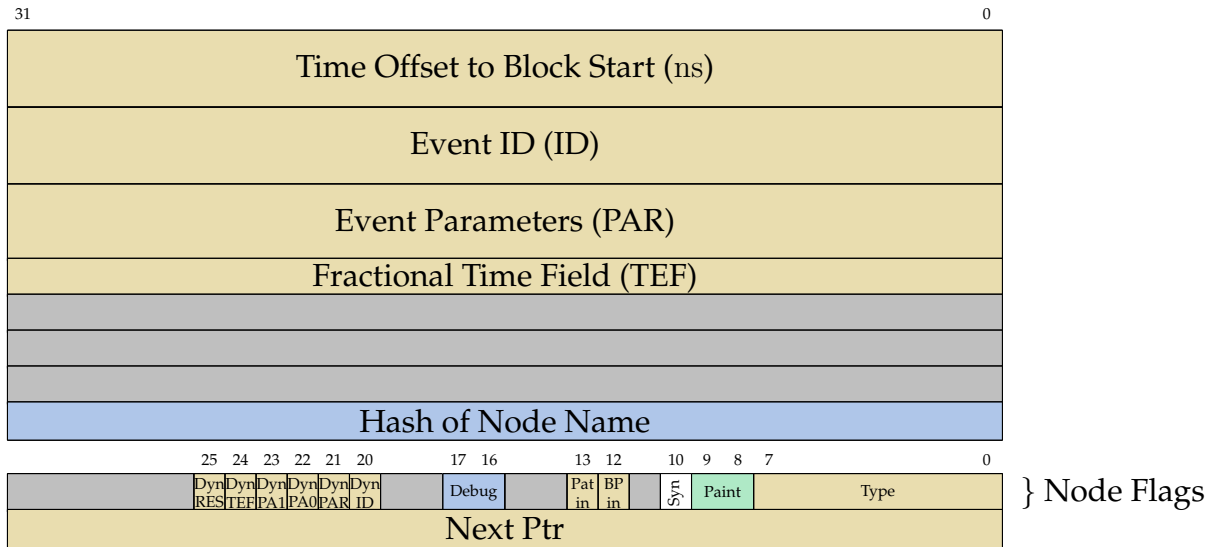 31 0
Time Offset to Block Start (ns)
Event ID (ID)
Event Parameters (PAR)
Fractional Time Field (TEF)
Hash of Node Name
25 24 23 22 21 20 17 16 13 12 10 9 8 7 0
Dyn RES Dyn TEF Dyn PA1 Dyn PA0 Dyn PAR Dyn ID Debug Pat in BP in Syn Paint Type } Node Flags
Next Ptr